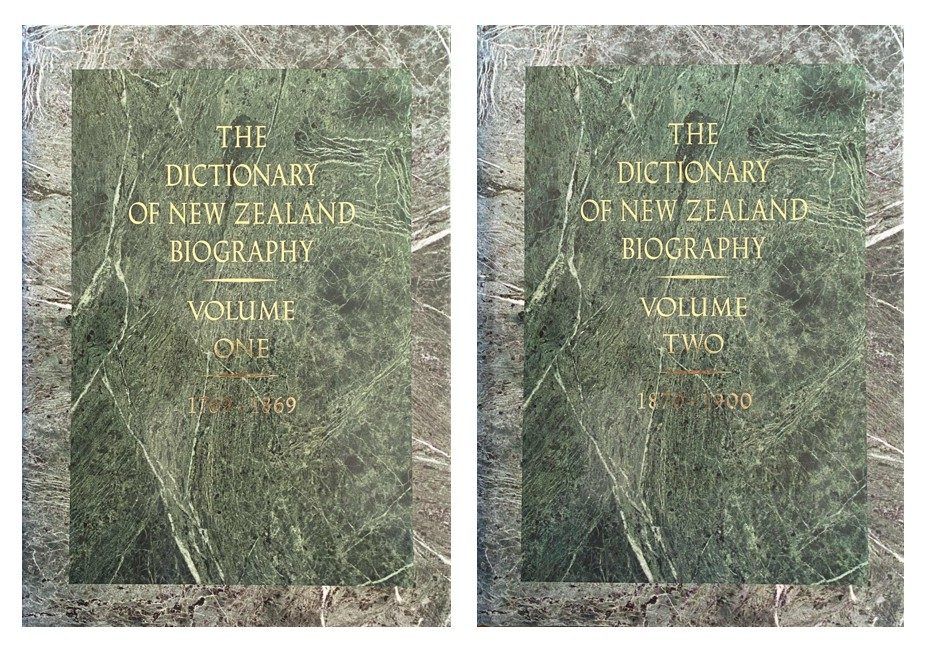 THE
DICTIONARY
OF NEW ZEALAND
BIOGRAPHY
VOLUME
ONE
1769–1869
THE
DICTIONARY
OF NEW ZEALAND
BIOGRAPHY
VOLUME
TWO
1870–1900